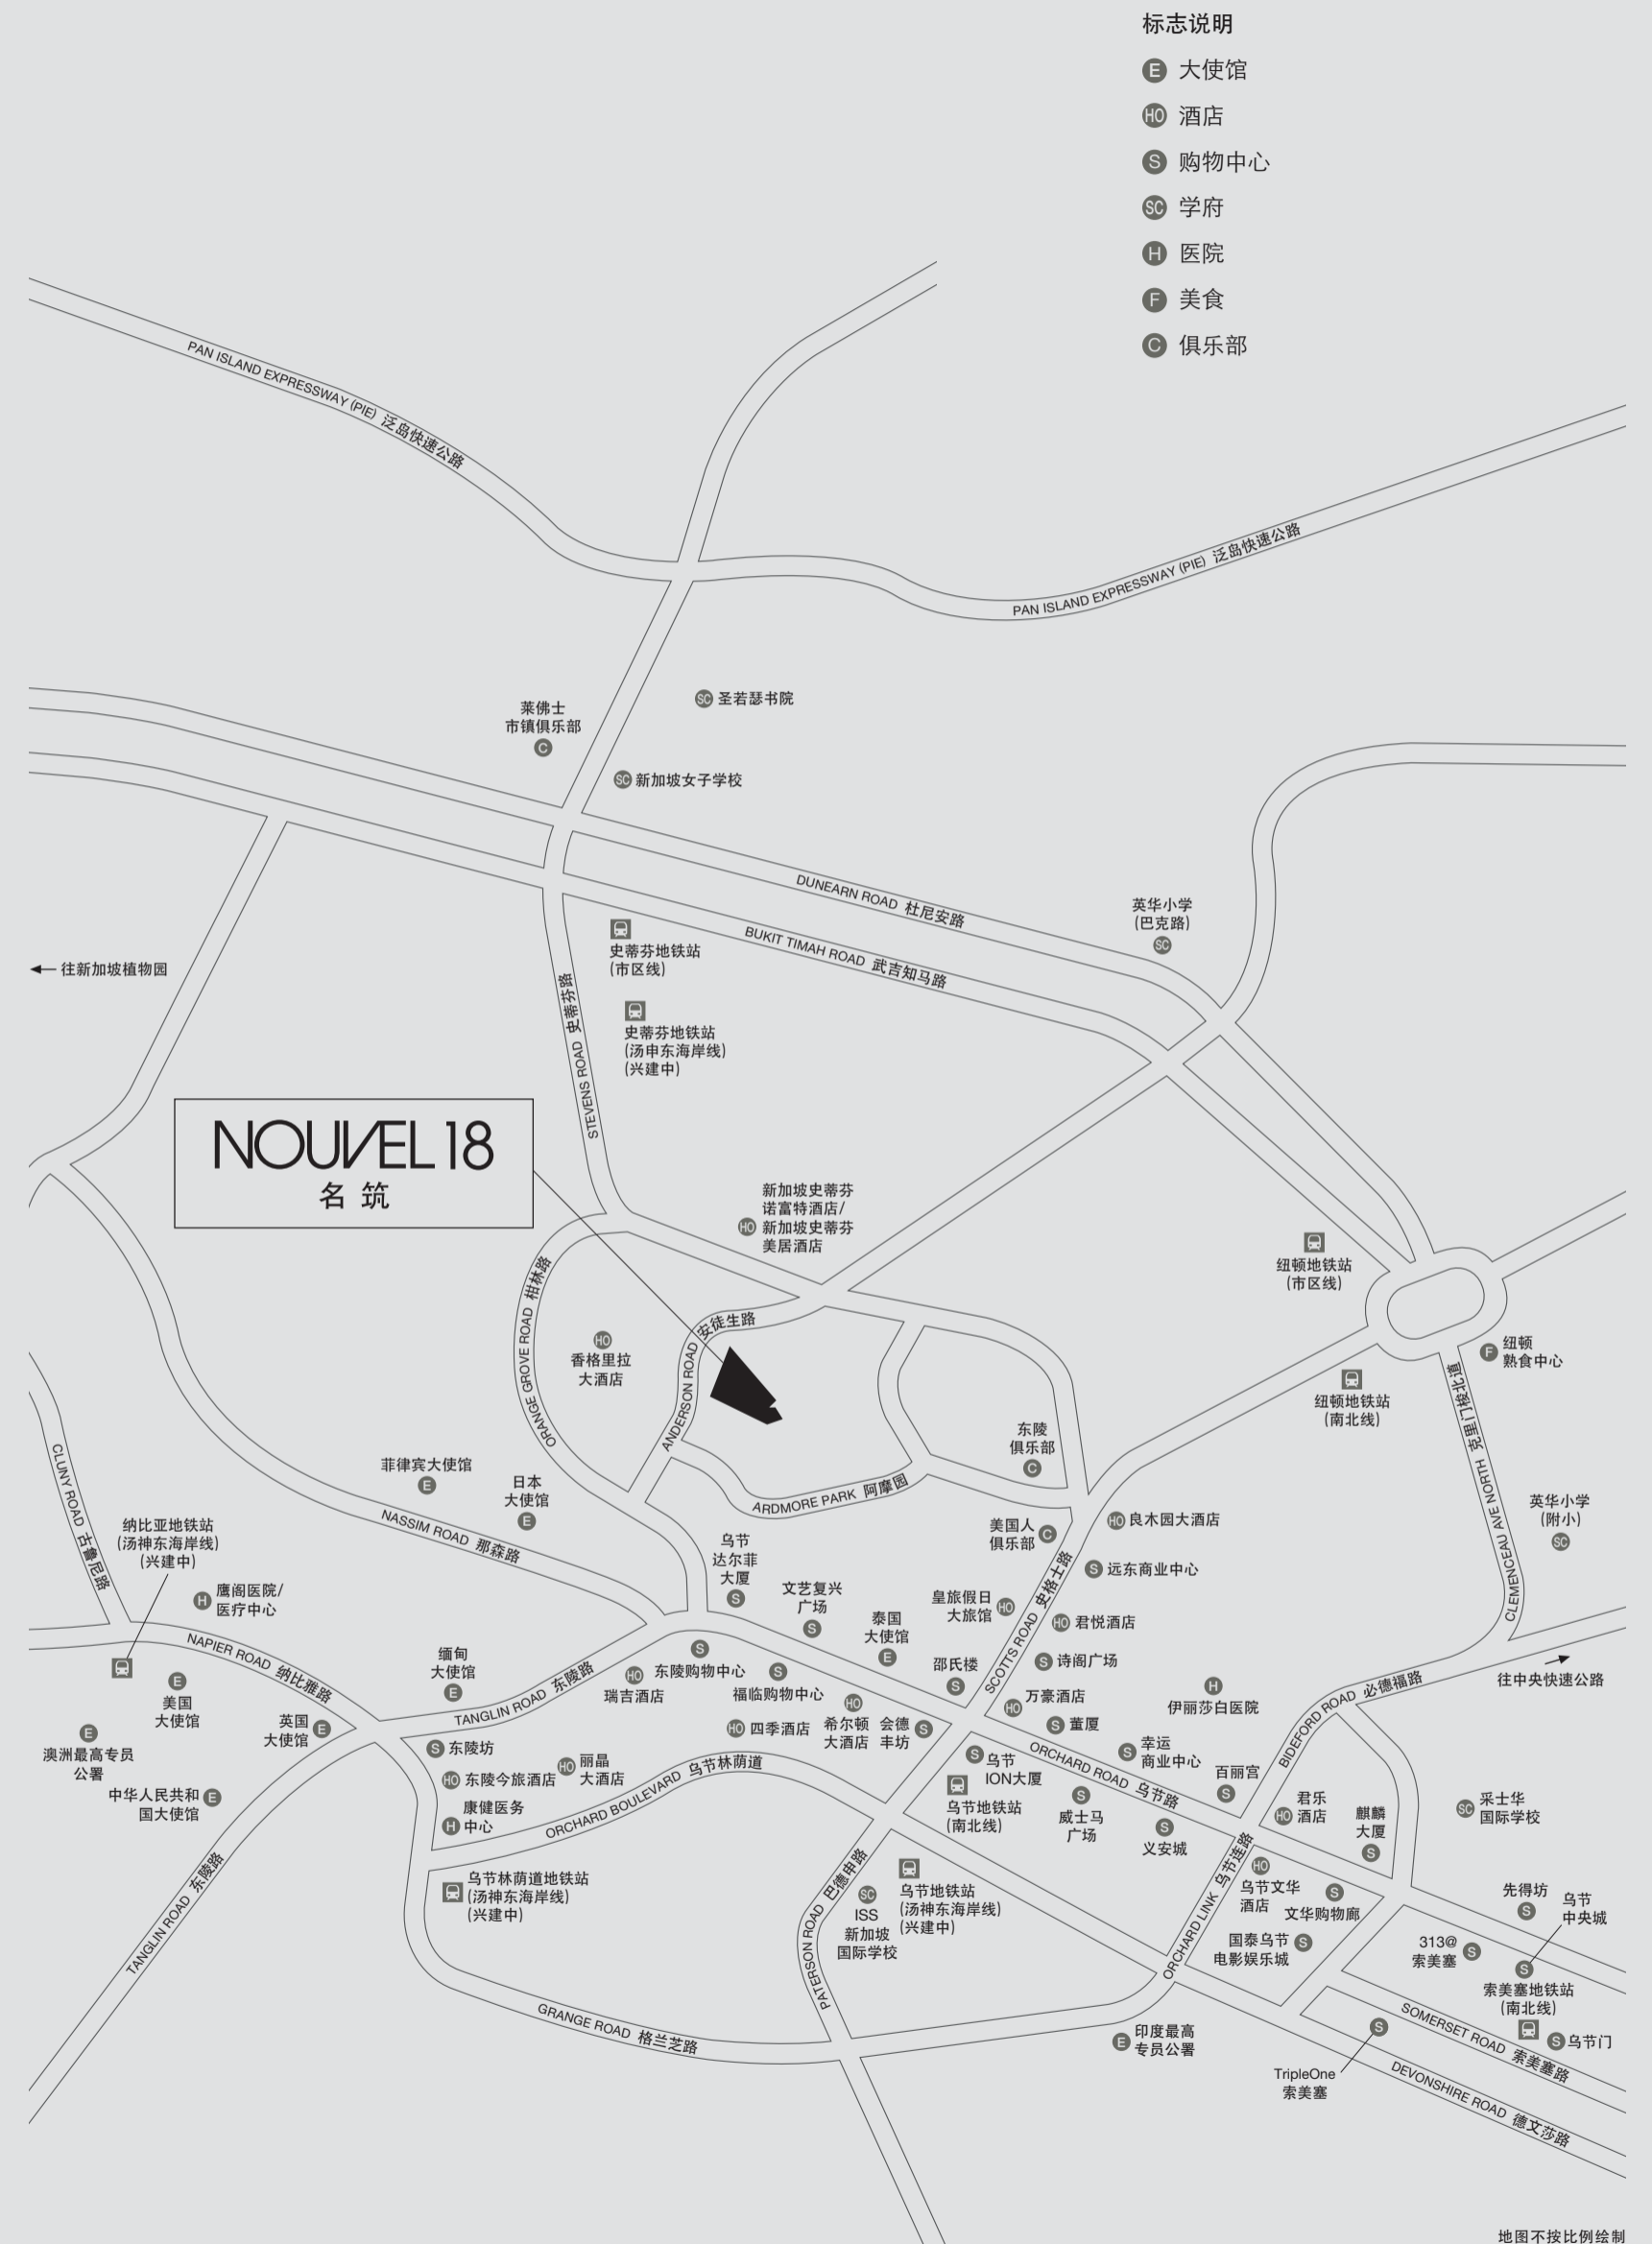 标志说明
E 大使馆
HO 酒店
S 购物中心
SC 学府
H 医院
F 美食
C 俱乐部
PAN ISLAND EXPRESSWAY (PIE) 泛岛快速公路
PAN ISLAND EXPRESSWAY (PIE) 泛岛快速公路
SC 圣若瑟书院
莱佛士
市镇俱乐部
C
SC 新加坡女子学校
DUNEARN ROAD 杜尼安路
BUKIT TIMAH ROAD 武吉知马路
英华小学
(巴克路)
SC
往新加坡植物园
史蒂芬地铁站
(市区线)
史蒂芬地铁站
(汤申东海岸线)
(兴建中)
STEVENS ROAD 史蒂芬路
NOUVEL 18
名筑
新加坡史蒂芬
诺富特酒店/
HO 新加坡史蒂芬
美居酒店
纽顿地铁站
(市区线)
ORANGE GROVE ROAD 柑林路
HO
香格里拉
大酒店
ANDERSON ROAD 安徒生路
F 纽顿
熟食中心
纽顿地铁站
(南北线)
CLEMENCEAU AVE NORTH 克里门梭北道
东陵
俱乐部
C
ARDMORE PARK 阿摩园
菲律宾大使馆
E
日本
大使馆
E
CLUNY ROAD 古鲁尼路
NASSIM ROAD 那森路
纳比亚地铁站
(汤神东海岸线)
(兴建中)
美国人
俱乐部 C
HO 良木园大酒店
英华小学
(附小)
SC
S 远东商业中心
乌节
达尔菲
大厦
S
H 鹰阁医院/
医疗中心
文艺复兴
广场
S
皇旅假日
大旅馆 HO
SCOTTS ROAD 史格士路
HO 君悦酒店
泰国
大使馆
E
NAPIER ROAD 纳比雅路
缅甸
大使馆
E
TANGLIN ROAD 东陵路
HO
瑞吉酒店
S
东陵购物中心
S
福临购物中心
邵氏楼
S
S 诗阁广场
H
伊丽莎白医院
往中央快速公路
BIDEFORD ROAD 必德福路
E
美国
大使馆
英国
大使馆 E
E
澳洲最高专员
公署
中华人民共和
国大使馆 E
HO 四季酒店
HO
希尔顿
大酒店
会德
丰坊 S
HO 万豪酒店
S 董厦
S 幸运
商业中心
S 东陵坊
HO 东陵今旅酒店
HO 丽晶
大酒店
H 康健医务
中心
ORCHARD BOULEVARD 乌节林荫道
S 乌节
ION大厦
乌节地铁站
(南北线)
ORCHARD ROAD 乌节路
S
威士马
广场
S
义安城
百丽宫
S
HO 君乐
酒店
麒麟
大厦
S
SC 采士华
国际学校
TANGLIN ROAD 东陵路
乌节林荫道地铁站
(汤神东海岸线)
(兴建中)
PATERSON ROAD 巴德申路
SC
ISS
新加坡
国际学校
乌节地铁站
(汤神东海岸线)
(兴建中)
ORCHARD LINK 乌节连路
HO
乌节文华
酒店
S
文华购物廊
国泰乌节
电影娱乐城 S
先得坊
S
乌节
中央城
S
313@
索美塞 S
索美塞地铁站
(南北线)
S 乌节门
SOMERSET ROAD 索美塞路
GRANGE ROAD 格兰芝路
E 印度最高
专员公署
S
TripleOne
索美塞
DEVONSHIRE ROAD 德文莎路
地图不按比例绘制